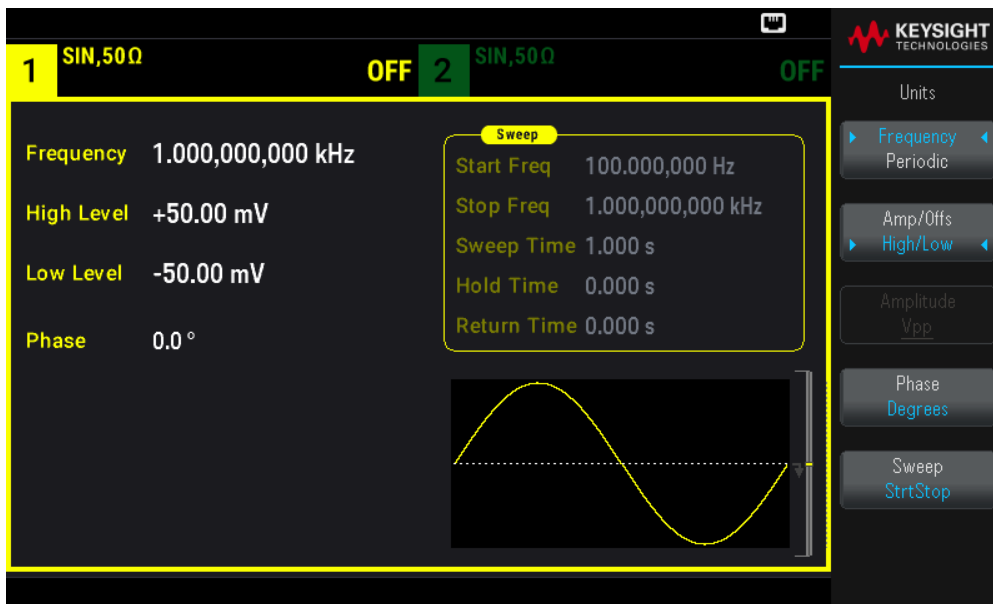 KEYSIGHT
TECHNOLOGIES
1 SIN,50Ω OFF 2 SIN,50Ω OFF
Units
Frequency 1.000,000,000 kHz
High Level +50.00 mV
Low Level -50.00 mV
Phase 0.0 °
Sweep
Start Freq 100.000,000 Hz
Stop Freq 1.000,000,000 kHz
Sweep Time 1.000 s
Hold Time 0.000 s
Return Time 0.000 s
Frequency
Periodic
Amp/Offs
High/Low
Amplitude
Vpp
Phase
Degrees
Sweep
StrtStop